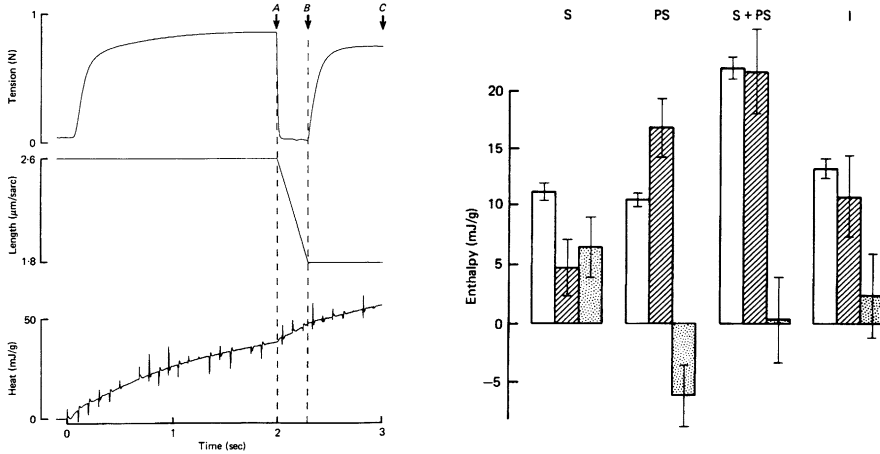 A B C
1
Tension (N)
0
2·6
Length (μm/sarc)
1·8
50
Heat (mJ/g)
0
0 1 2 3
Time (sec)
S PS S + PS I
20
15
10
5
0
−5
Enthalpy (mJ/g)